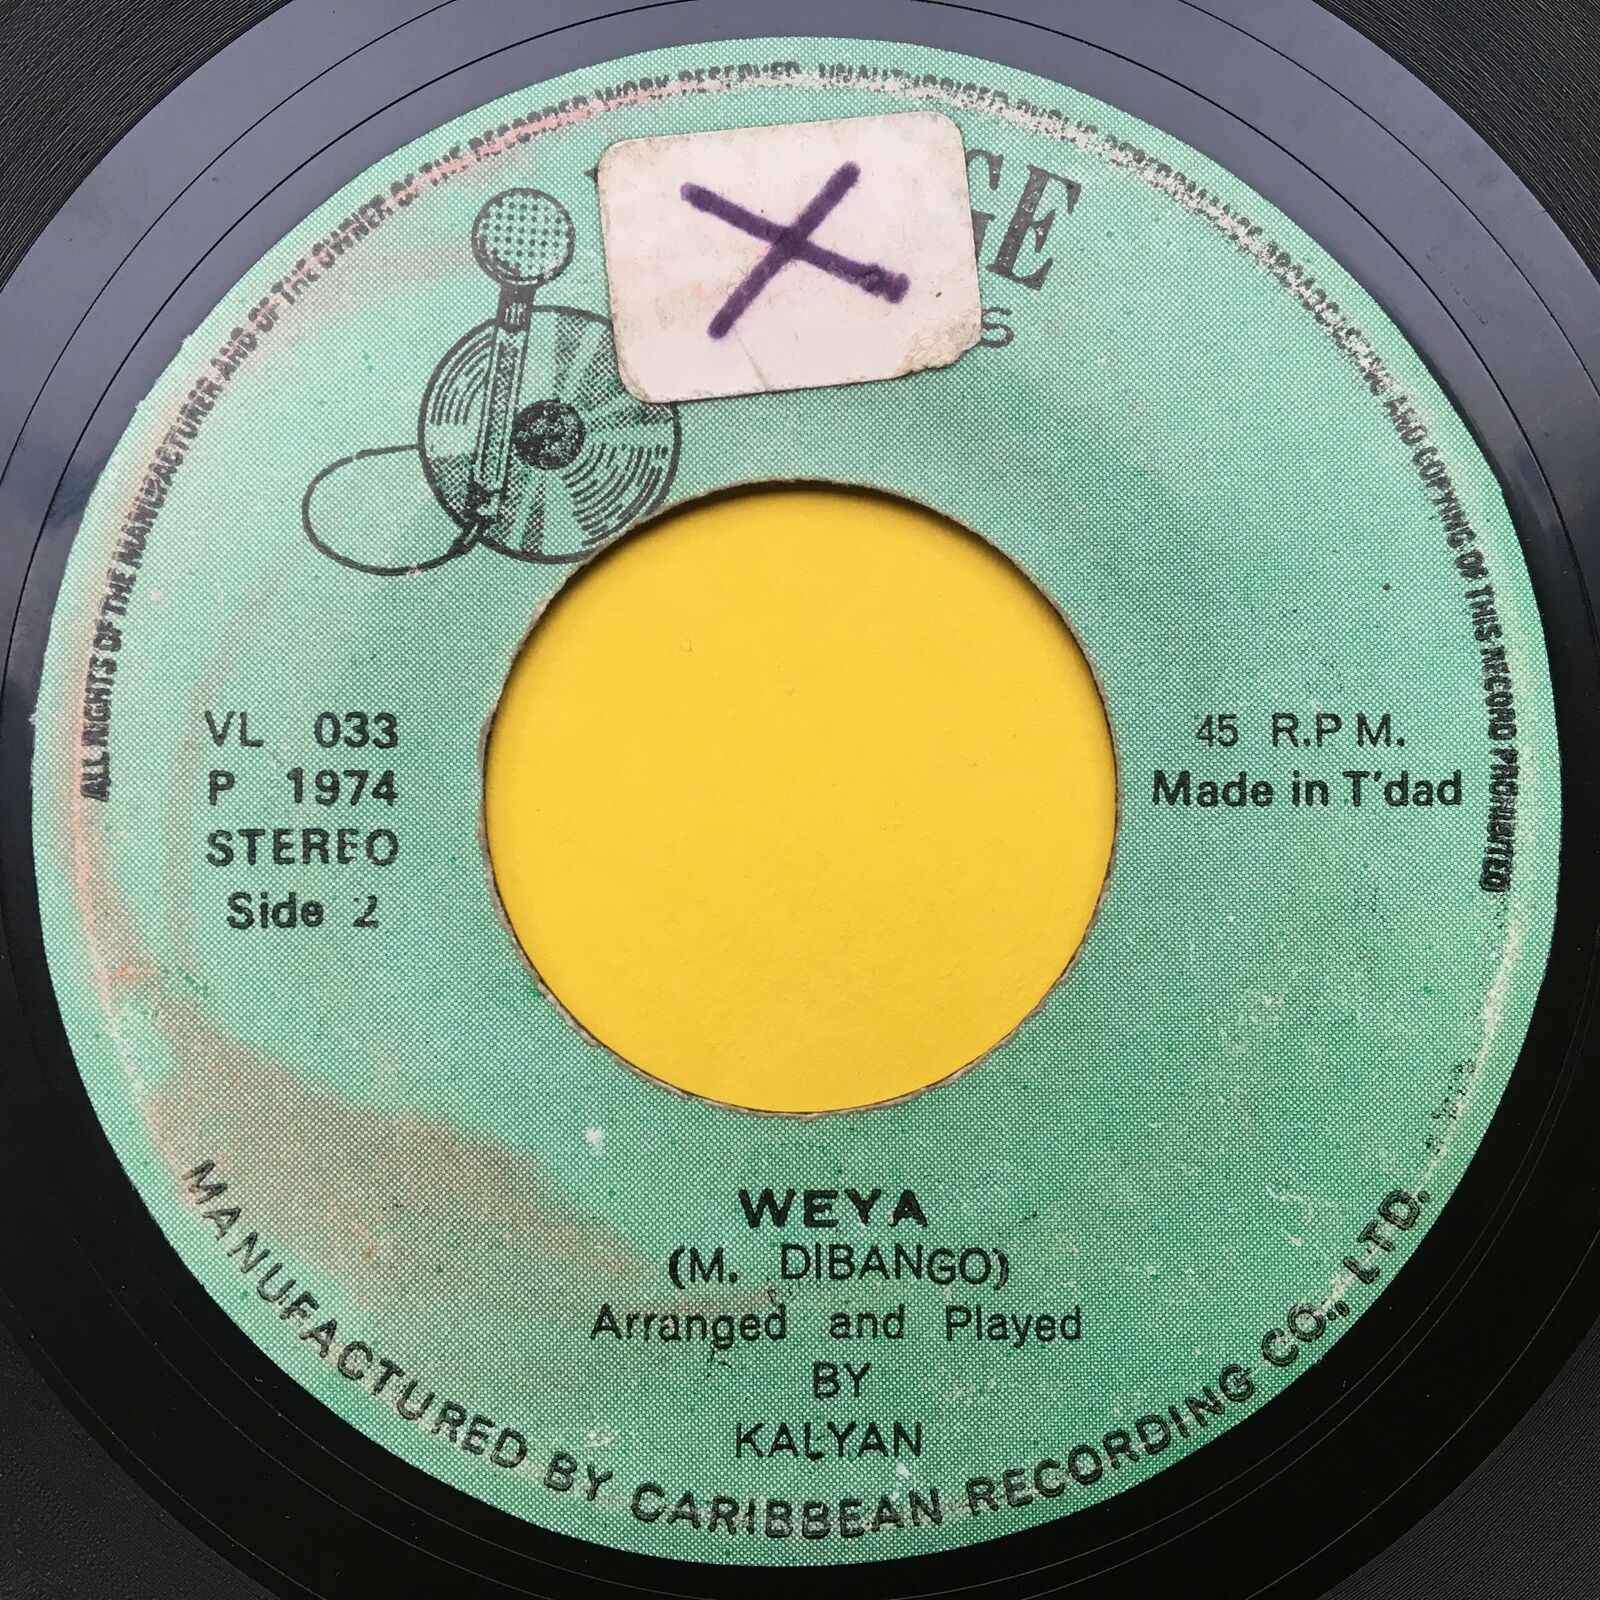 ALL RIGHTS OF THE MANUFACTURER AND OF THE OWNER OF THE RECORDED WORK RESERVED. UNAUTHORISED PUBLIC PERFORMANCE BROADCASTING AND COPYING OF THIS RECORD PROHIBITED
X
VL 033
P 1974
STEREO
Side 2
45 R.P M.
Made in T'dad
WEYA
(M. DIBANGO)
Arranged and Played
BY
KALYAN
MANUFACTURED BY CARIBBEAN RECORDING CO., LTD.